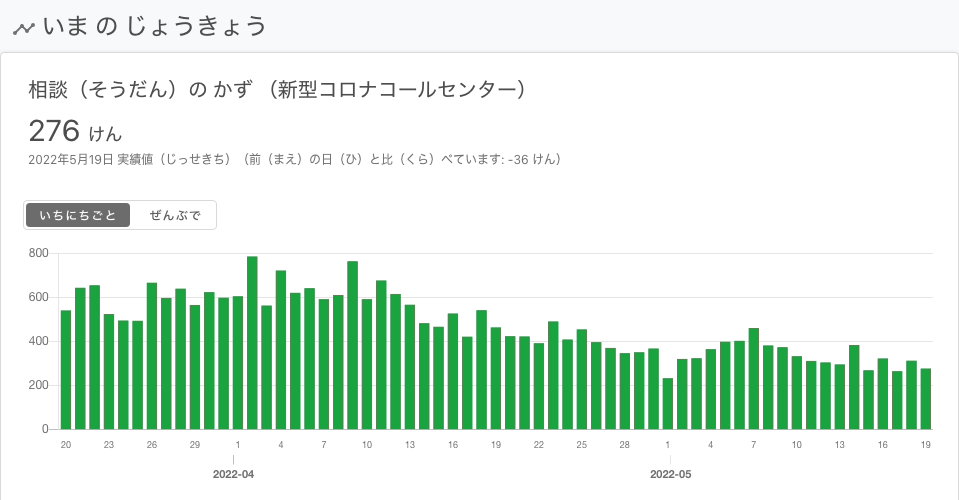 いま の じょうきょう
相談（そうだん）の かず （新型コロナコールセンター）
276 けん
2022年5月19日 実績値（じっせきち）（前（まえ）の日（ひ）と比（くら）べています: -36 けん）
いちにちごと ぜんぶで
800
600
400
200
0
20 23 26 29 1 4 7 10 13 16 19 22 25 28 1 4 7 10 13 16 19
2022-04 2022-05